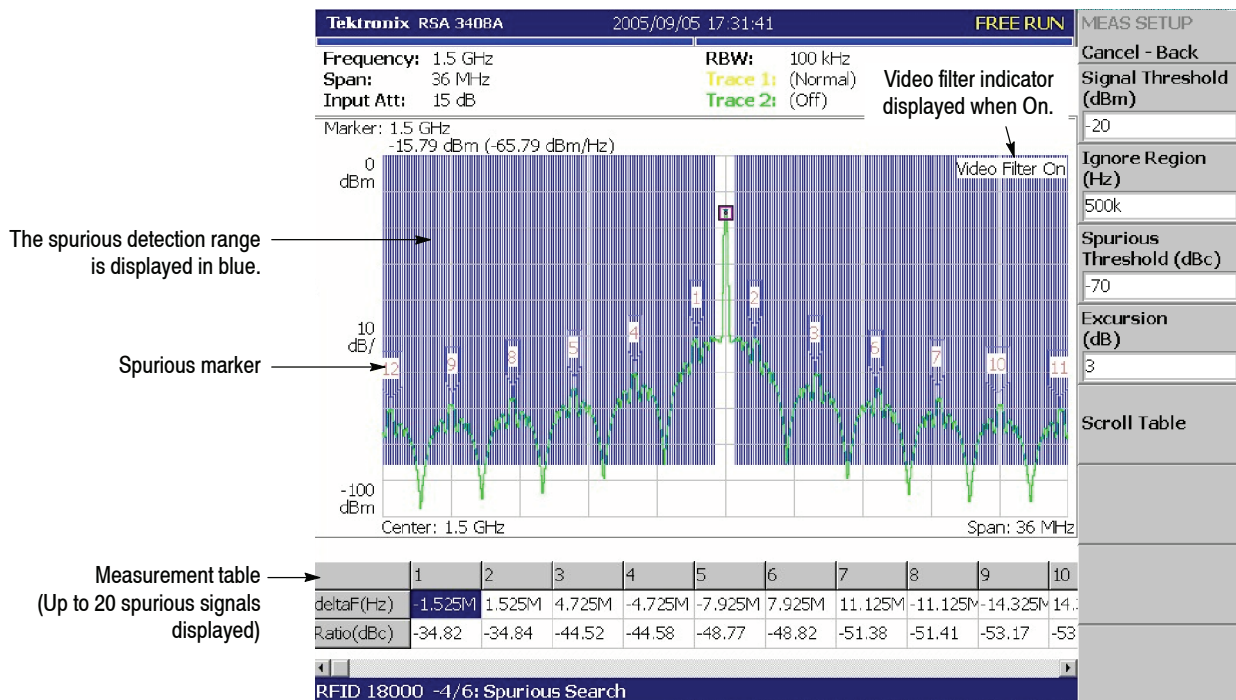 Tektronix RSA 3408A 2005/09/05 17:31:41 FREE RUN
Frequency: 1.5 GHz RBW: 100 kHz
Span: 36 MHz Trace 1: (Normal)
Input Att: 15 dB Trace 2: (Off)
Video filter indicator
displayed when On.
Marker: 1.5 GHz
-15.79 dBm (-65.79 dBm/Hz)
0
dBm
Video Filter On
The spurious detection range
is displayed in blue.
1 2
10
dB/
4 3
5 6
Spurious marker
12 9 8 7 10 11
-100
dBm
Center: 1.5 GHz Span: 36 MHz
Measurement table
(Up to 20 spurious signals
displayed)
1 2 3 4 5 6 7 8 9 10
deltaF(Hz) -1.525M 1.525M 4.725M -4.725M -7.925M 7.925M 11.125M -11.125M -14.325M 14.
Ratio(dBc) -34.82 -34.84 -44.52 -44.58 -48.77 -48.82 -51.38 -51.41 -53.17 -53
RFID 18000 -4/6: Spurious Search
MEAS SETUP
Cancel - Back
Signal Threshold
(dBm)
-20
Ignore Region
(Hz)
500k
Spurious
Threshold (dBc)
-70
Excursion
(dB)
3
Scroll Table